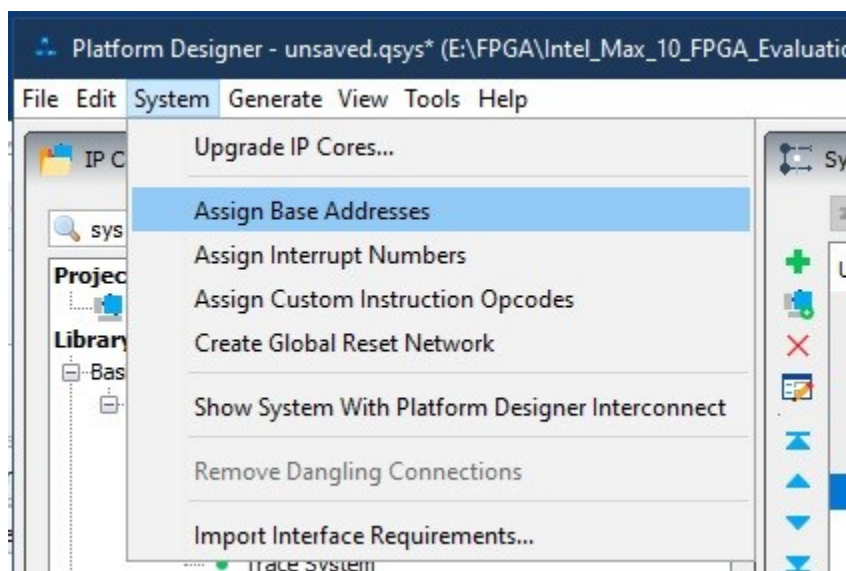 Platform Designer - unsaved.qsys* (E:\FPGA\Intel_Max_10_FPGA_Evaluatio
File Edit System Generate View Tools Help
IP C
Upgrade IP Cores...
Sy
Assign Base Addresses
sys
Assign Interrupt Numbers
Projec
Assign Custom Instruction Opcodes
Library
Create Global Reset Network
Bas
Show System With Platform Designer Interconnect
Remove Dangling Connections
Import Interface Requirements...
Trace System